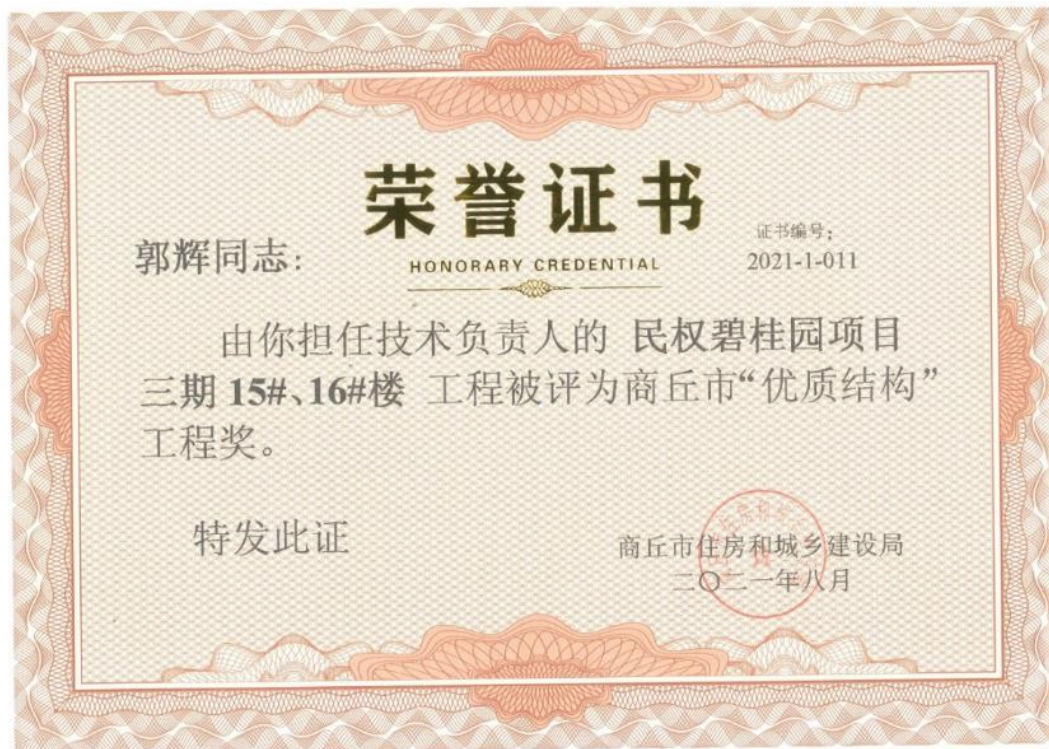 荣誉证书
HONORARY CREDENTIAL
证书编号:
2021-1-011
郭辉同志:
由你担任技术负责人的 民权碧桂园项目
三期 15#、16#楼 工程被评为商丘市“优质结构”
工程奖。
特发此证
商丘市住房和城乡建设局
二〇二一年八月